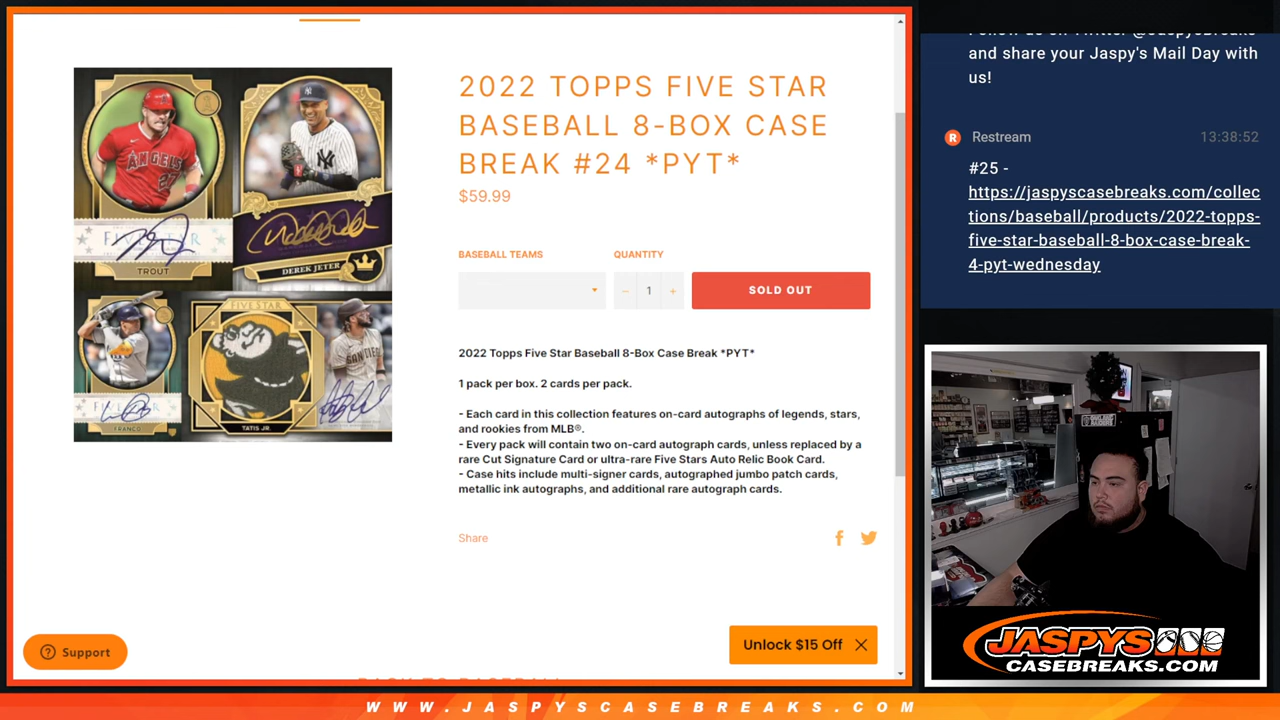 2022 TOPPS FIVE STAR
BASEBALL 8-BOX CASE
BREAK #24 *PYT*
$59.99
BASEBALL TEAMS
QUANTITY
1
SOLD OUT
2022 Topps Five Star Baseball 8-Box Case Break *PYT*
1 pack per box. 2 cards per pack.
- Each card in this collection features on-card autographs of legends, stars,
and rookies from MLB®.
- Every pack will contain two on-card autograph cards, unless replaced by a
rare Cut Signature Card or ultra-rare Five Stars Auto Relic Book Card.
- Case hits include multi-signer cards, autographed jumbo patch cards,
metallic ink autographs, and additional rare autograph cards.
Share
Unlock $15 Off
Support
ANGELS
TROUT
DEREK JETER
FRANCO
FIVE STAR
SAN DIEGO
TATIS JR.
and share your Jaspy's Mail Day with
us!
Restream
13:38:52
#25 -
https://jaspyscasebreaks.com/collec
tions/baseball/products/2022-topps-
five-star-baseball-8-box-case-break-
4-pyt-wednesday
JASPYS
CASEBREAKS.COM
WWW.JASPYSCASEBREAKS.COM